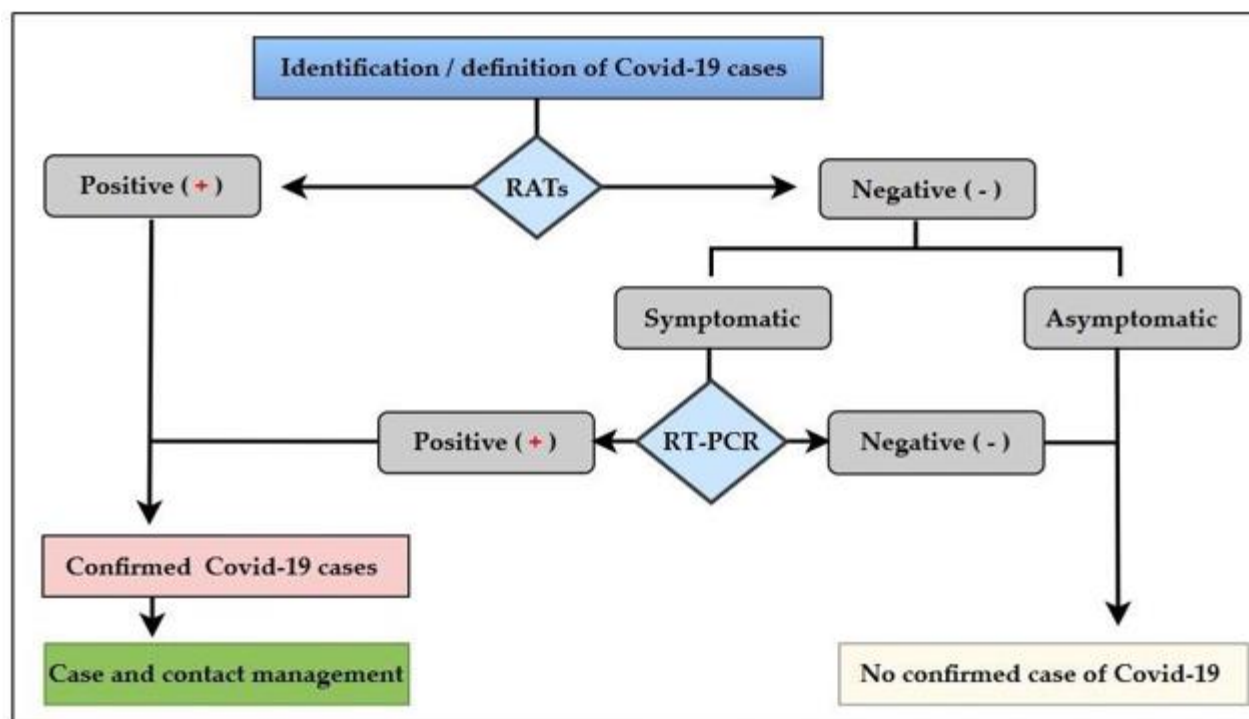 Identification / definition of Covid-19 cases
Positive ( + )
RATs
Negative ( - )
Symptomatic
Asymptomatic
Positive ( + )
RT-PCR
Negative ( - )
Confirmed Covid-19 cases
Case and contact management
No confirmed case of Covid-19